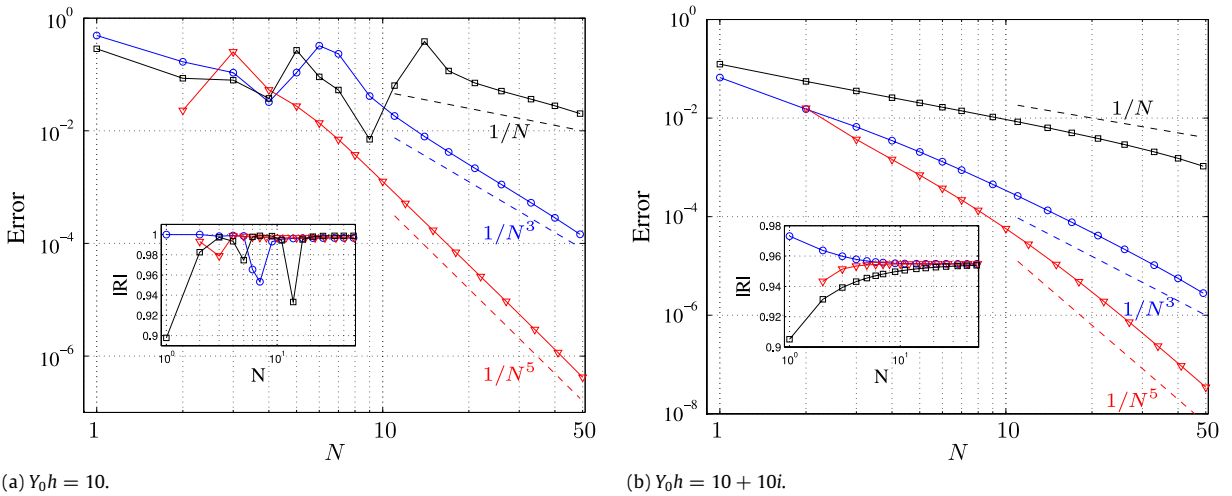 10^0
10^-2
10^-4
10^-6
Error
1/N
1/N^3
1/N^5
1
0.98
0.96
0.94
0.92
0.9
|R|
10^0
10^1
N
1
10
50
N
(a) Y_0h = 10.
10^0
10^-2
10^-4
10^-6
10^-8
Error
1/N
1/N^3
1/N^5
0.98
0.96
0.94
0.92
0.9
|R|
10^0
10^1
N
1
10
50
N
(b) Y_0h = 10 + 10i.